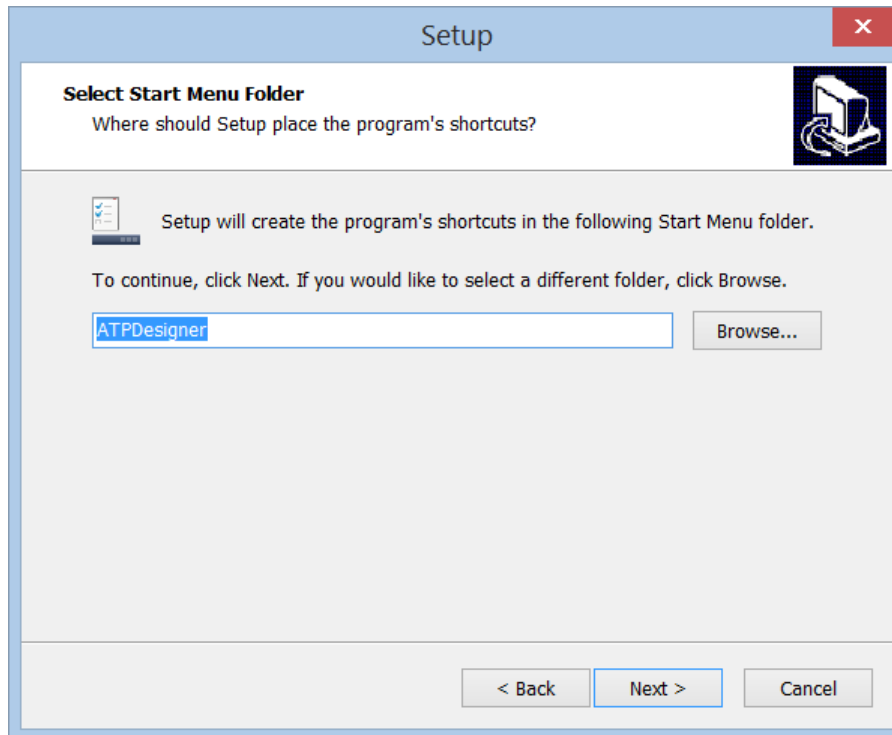 Setup
Select Start Menu Folder
Where should Setup place the program's shortcuts?
Setup will create the program's shortcuts in the following Start Menu folder.
To continue, click Next. If you would like to select a different folder, click Browse.
ATPDesigner
Browse...
< Back
Next >
Cancel